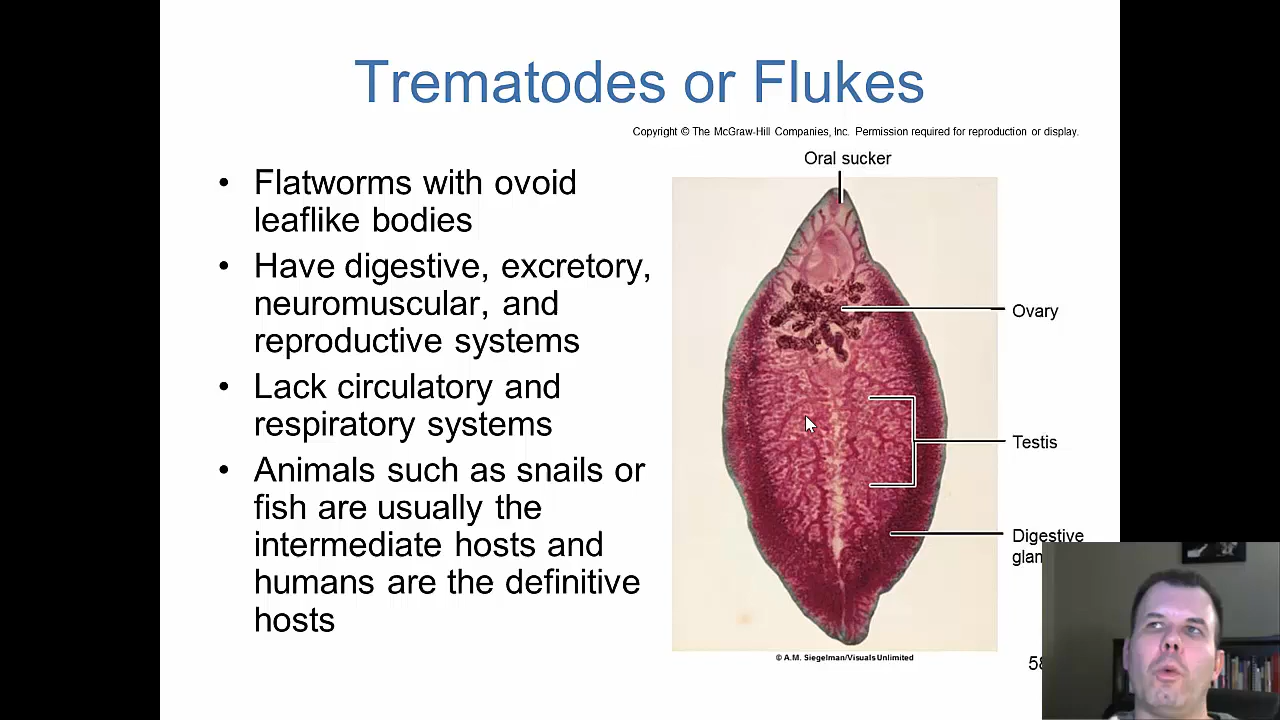 Trematodes or Flukes
Copyright © The McGraw-Hill Companies, Inc. Permission required for reproduction or display.
• Flatworms with ovoid
leaflike bodies
• Have digestive, excretory,
neuromuscular, and
reproductive systems
• Lack circulatory and
respiratory systems
• Animals such as snails or
fish are usually the
intermediate hosts and
humans are the definitive
hosts
Oral sucker
Ovary
Testis
Digestive
© A.M. Siegelman/Visuals Unlimited